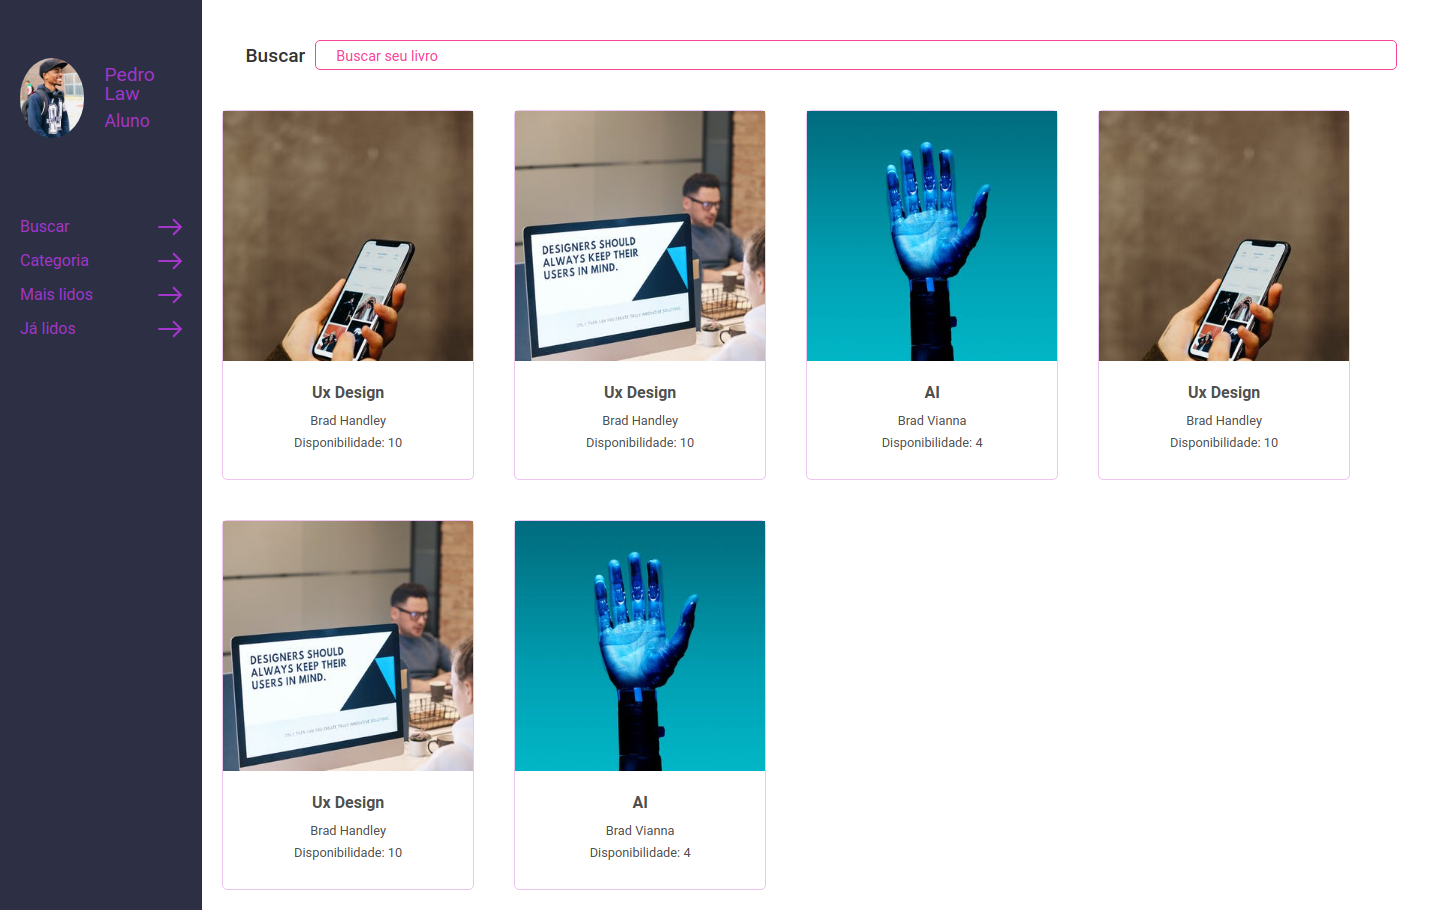 Pedro
Law
Aluno
Buscar
Categoria
Mais lidos
Já lidos
Buscar
Buscar seu livro
DESIGNERS SHOULD
ALWAYS KEEP THEIR
USERS IN MIND.
Ux Design
Brad Handley
Disponibilidade: 10
Ux Design
Brad Handley
Disponibilidade: 10
AI
Brad Vianna
Disponibilidade: 4
Ux Design
Brad Handley
Disponibilidade: 10
DESIGNERS SHOULD
ALWAYS KEEP THEIR
USERS IN MIND.
Ux Design
Brad Handley
Disponibilidade: 10
AI
Brad Vianna
Disponibilidade: 4